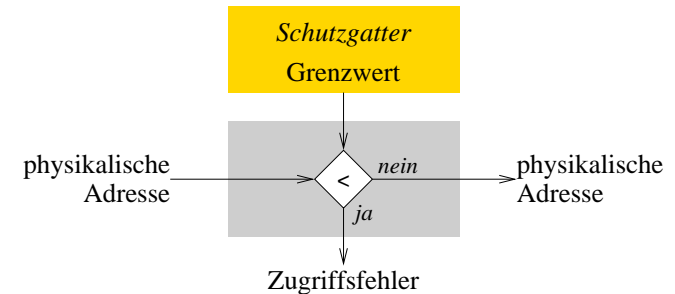 Schutzgatter
Grenzwert
physikalische
Adresse
<
nein
ja
physikalische
Adresse
Zugriffsfehler